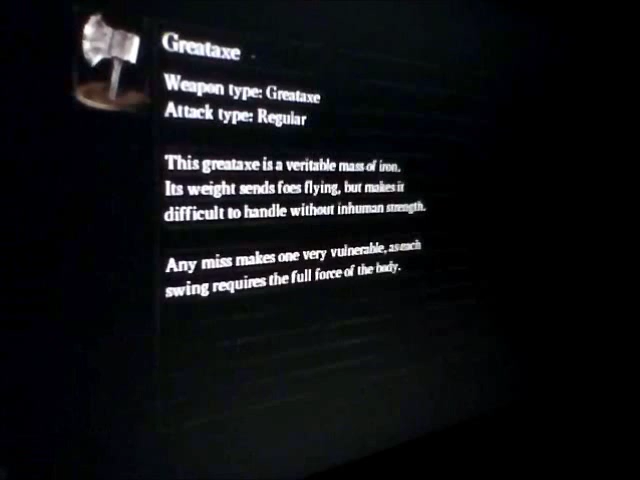 Greataxe
Weapon type: Greataxe
Attack type: Regular
This greataxe is a veritable mass of iron.
Its weight sends foes flying, but makes it
difficult to handle without inhuman strength.
Any miss makes one very vulnerable, as each
swing requires the full force of the body.